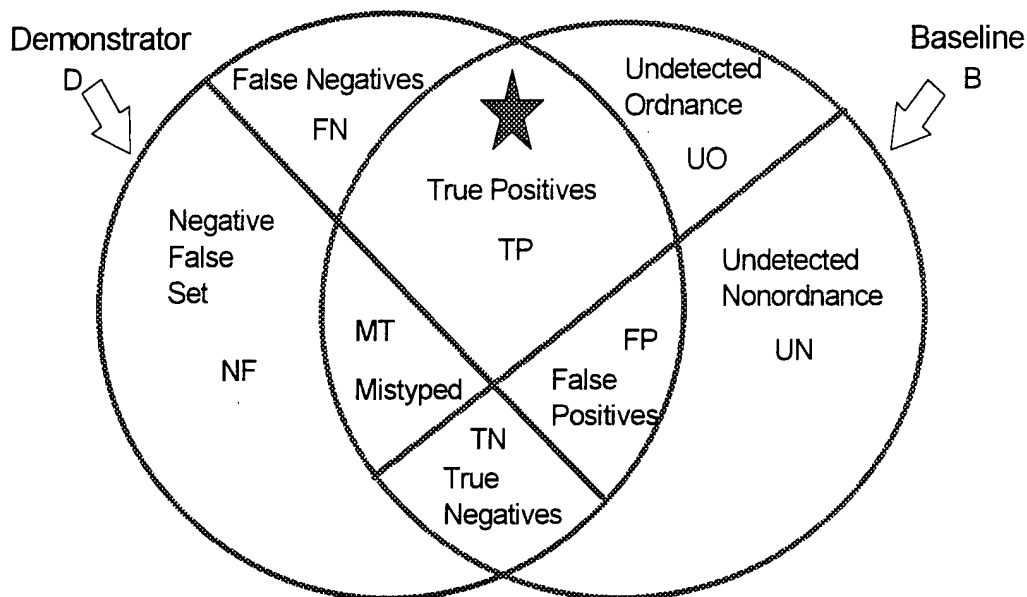 Demonstrator
D
Baseline
B
False Negatives
FN
Undetected
Ordnance
UO
True Positives
TP
Negative
False
Set
NF
Undetected
Nonordnance
UN
MT
Mistyped
FP
False
Positives
TN
True
Negatives